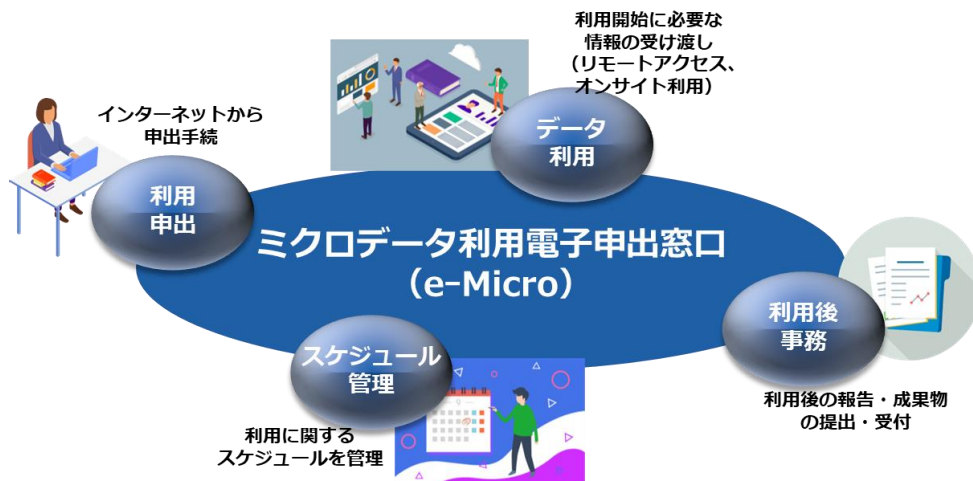 利用開始に必要な
情報の受け渡し
（リモートアクセス、
オンサイト利用）
データ
利用
インターネットから
申出手続
利用
申出
ミクロデータ利用電子申出窓口
（e-Micro）
利用後
事務
利用後の報告・成果物
の提出・受付
スケジュール
管理
利用に関する
スケジュールを管理